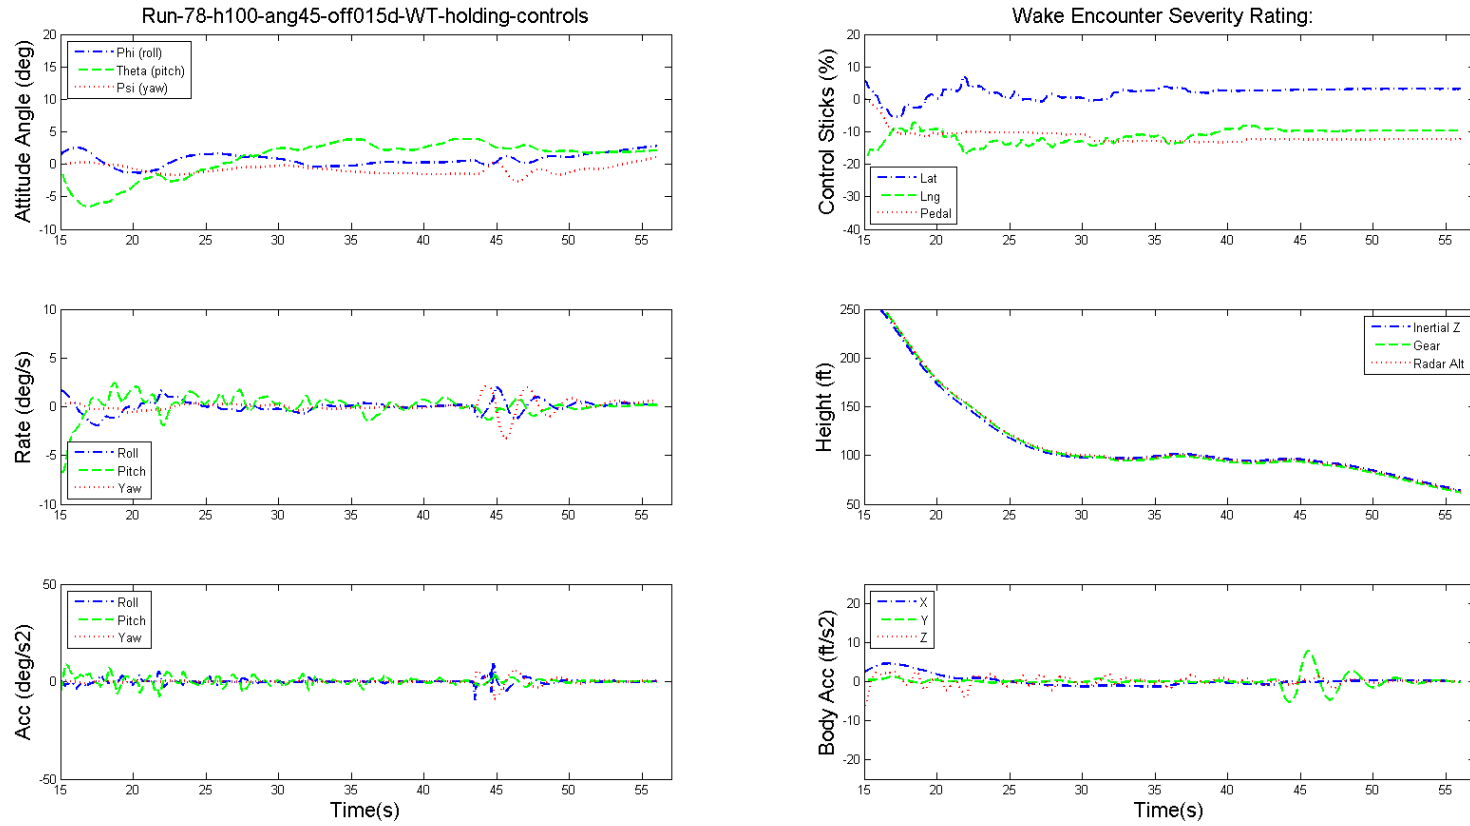 Run-78-h100-ang45-off015d-WT-holding-controls
Attitude Angle (deg)
20
15
10
5
0
-5
-10
Phi (roll)
Theta (pitch)
Psi (yaw)
15 20 25 30 35 40 45 50 55
Wake Encounter Severity Rating:
Control Sticks (%)
20
10
0
-10
-20
-30
-40
Lat
Lng
Pedal
15 20 25 30 35 40 45 50 55
Rate (deg/s)
10
5
0
-5
-10
Roll
Pitch
Yaw
15 20 25 30 35 40 45 50 55
Height (ft)
250
200
150
100
50
Inertial Z
Gear
Radar Alt
15 20 25 30 35 40 45 50 55
Acc (deg/s2)
50
0
-50
Roll
Pitch
Yaw
15 20 25 30 35 40 45 50 55
Time(s)
Body Acc (ft/s2)
20
10
0
-10
-20
X
Y
Z
15 20 25 30 35 40 45 50 55
Time(s)